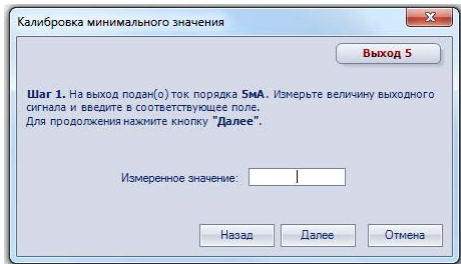 Калибровка минимального значения
Выход 5
Шаг 1. На выход подан(о) ток порядка 5мА. Измерьте величину выходного
сигнала и введите в соответствующее поле.
Для продолжения нажмите кнопку "Далее".
Измеренное значение:
Назад Далее Отмена